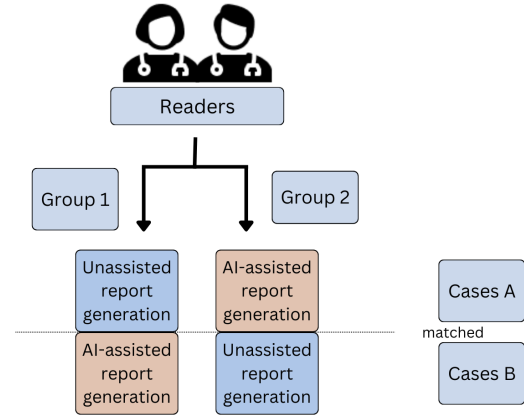 Readers
Group 1
Group 2
Unassisted
report
generation
AI-assisted
report
generation
Cases A
matched
AI-assisted
report
generation
Unassisted
report
generation
Cases B